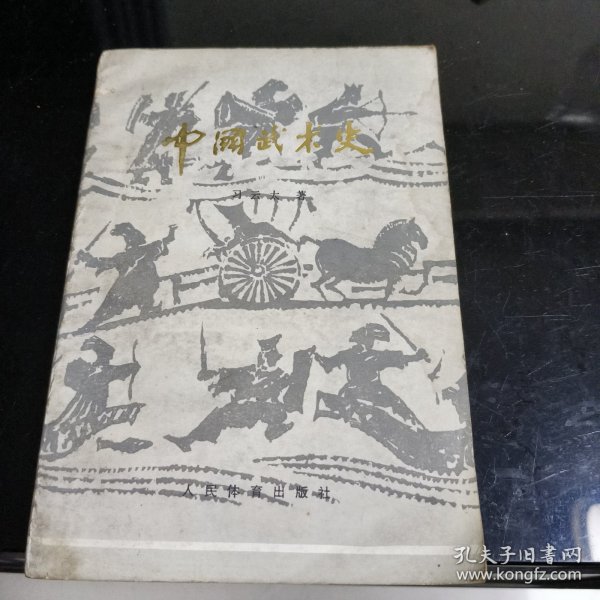 中国武术史
习云太 著
人民体育出版社
孔夫子旧书网
www.kongfz.com